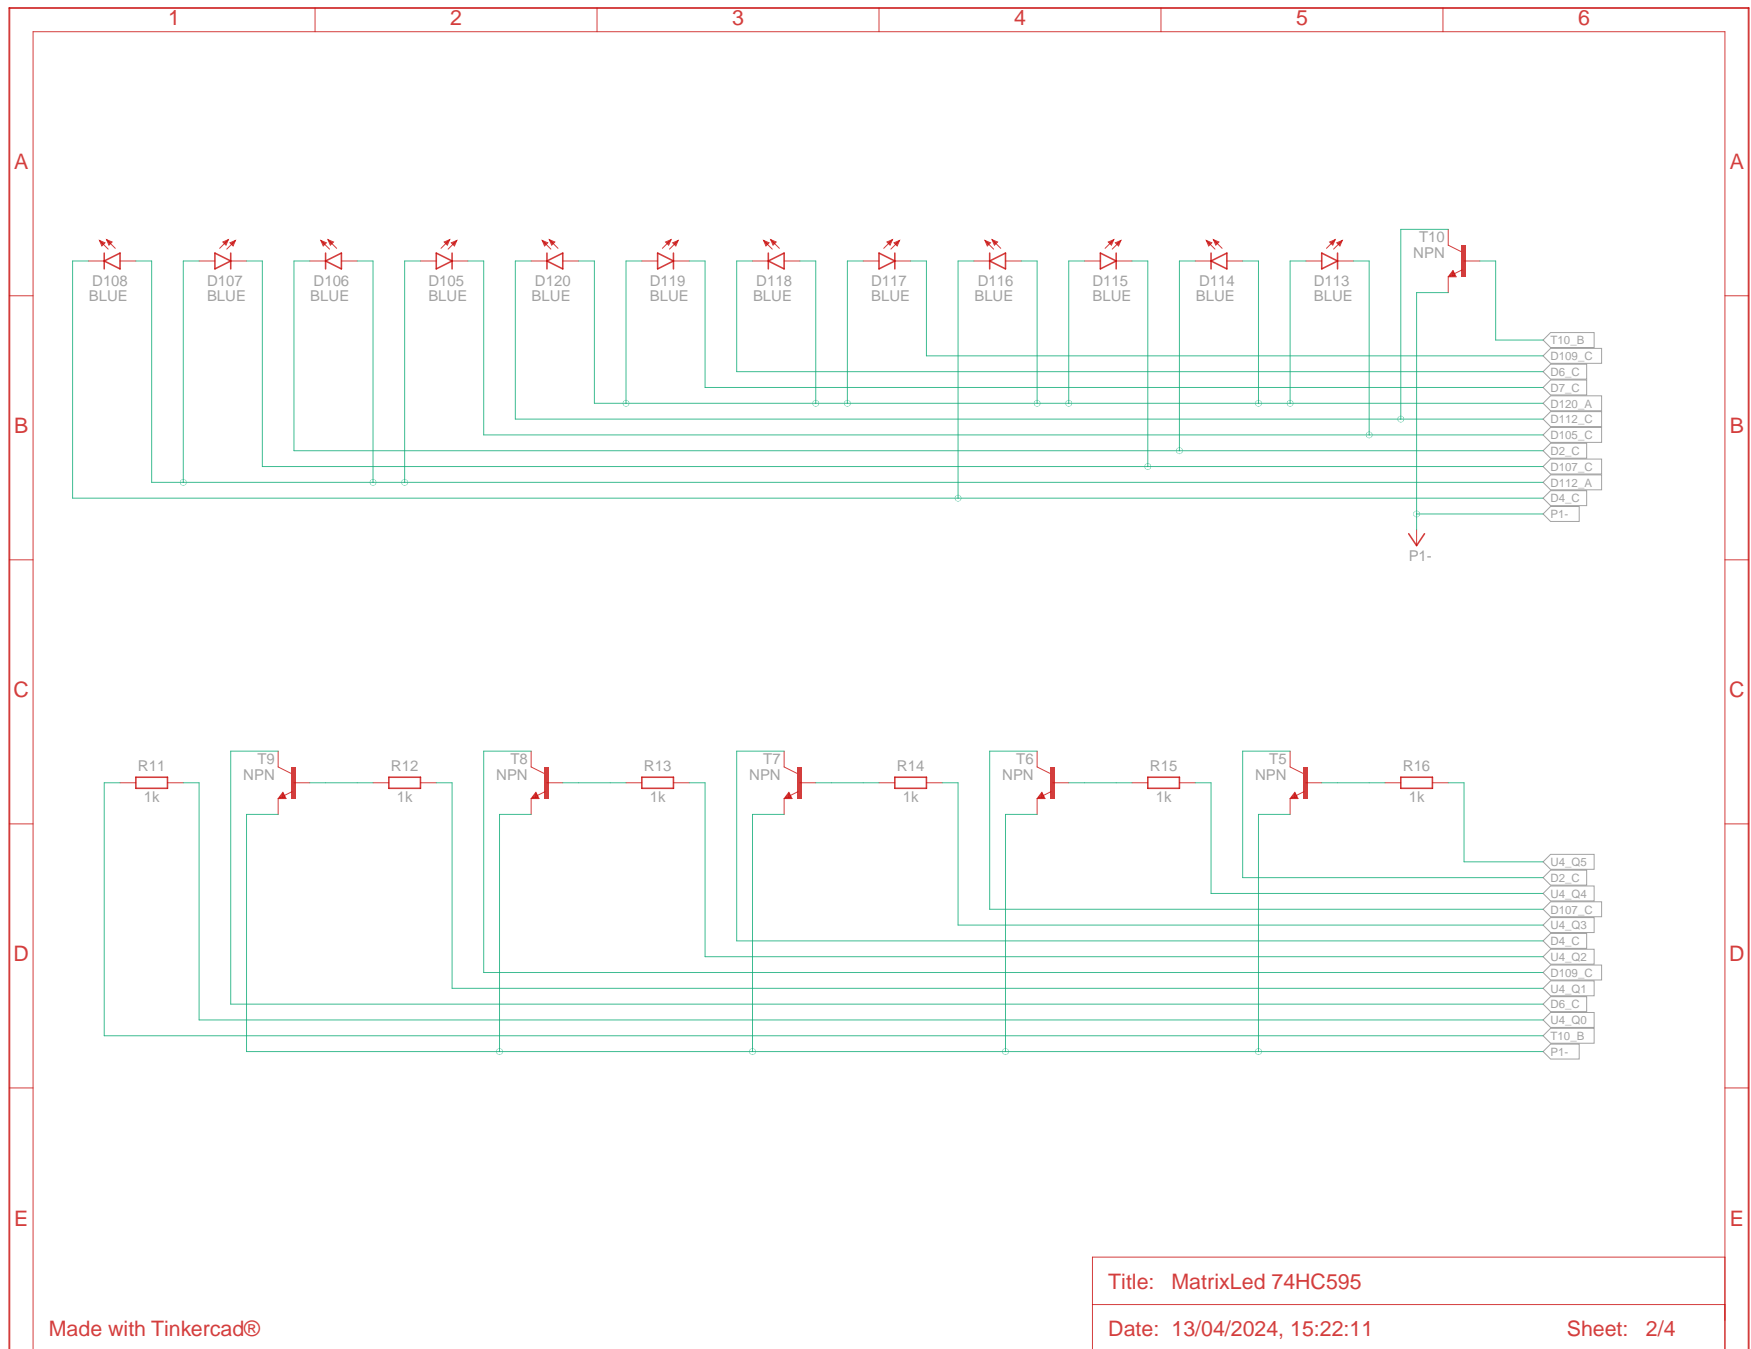 1 2 3 4 5 6
A A
T10
NPN
D108 D107 D106 D105 D120 D119 D118 D117 D116 D115 D114 D113
BLUE BLUE BLUE BLUE BLUE BLUE BLUE BLUE BLUE BLUE BLUE BLUE
T10_B
D109_C
D6_C
D7_C
D120_A
D112_C
B B
D105_C
D2_C
D107_C
D112_A
D4_C
P1-
P1-
C C
T9 T8 T7 T6 T5
R11 R12 R13 R14 R15 R16
NPN NPN NPN NPN NPN
1k 1k 1k 1k 1k 1k
U4_Q5
D2_C
U4_Q4
D107_C
U4_Q3
D4_C
D D
U4_Q2
D109_C
U4_Q1
D6_C
U4_Q0
T10_B
P1-
E E
Title: MatrixLed 74HC595
Made with Tinkercad®
Date: 13/04/2024, 15:22:11 Sheet: 2/4